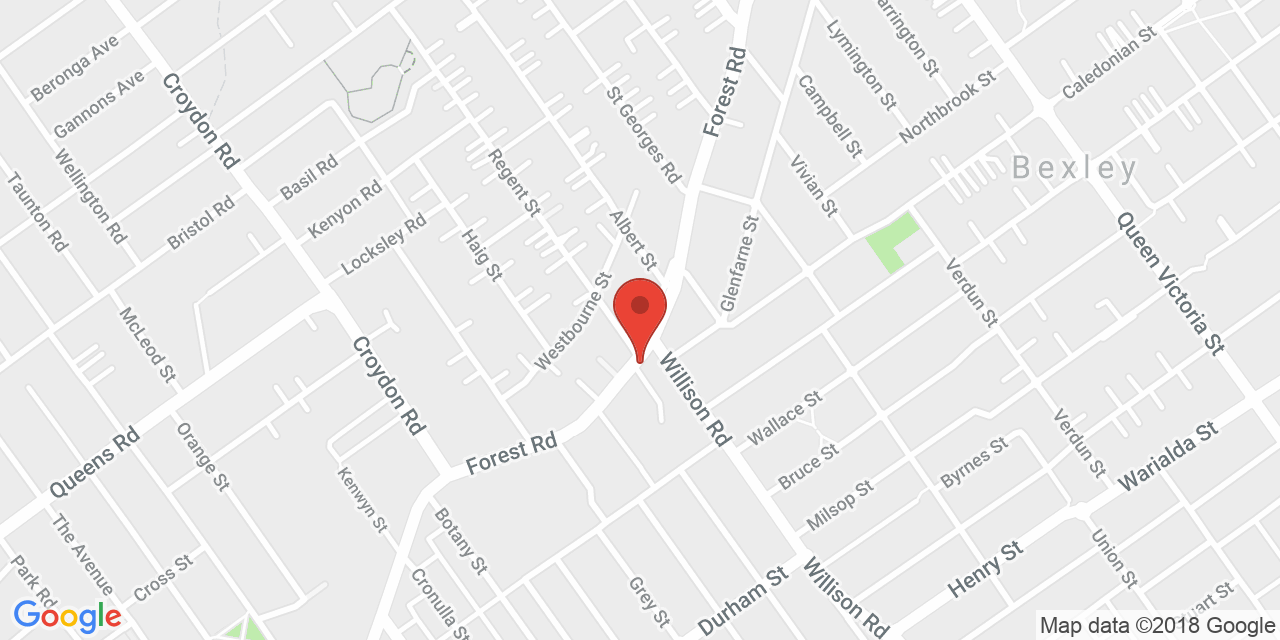 Beronga Ave
Gannons Ave
Croydon Rd
Wellington Rd
Taunton Rd
Bristol Rd
Basil Rd
Kenyon Rd
Locksley Rd
Regent St
Haig St
St Georges Rd
Albert St
Westbourne St
Forest Rd
Glenfarne St
Lymington St
Campbell St
Vivian St
Northbrook St
Caledonian St
Bexley
Verdun St
Queen Victoria St
McLeod St
Croydon Rd
Queens Rd
Orange St
Forest Rd
Kenwyn St
Botany St
Cronulla St
Willison Rd
Wallace St
Bruce St
Milsop St
Byrnes St
Verdun St
Warialda St
Henry St
Union St
The Avenue
Cross St
Park Rd
Grey St
Durham St
Willison Rd
Google
Map data ©2018 Google